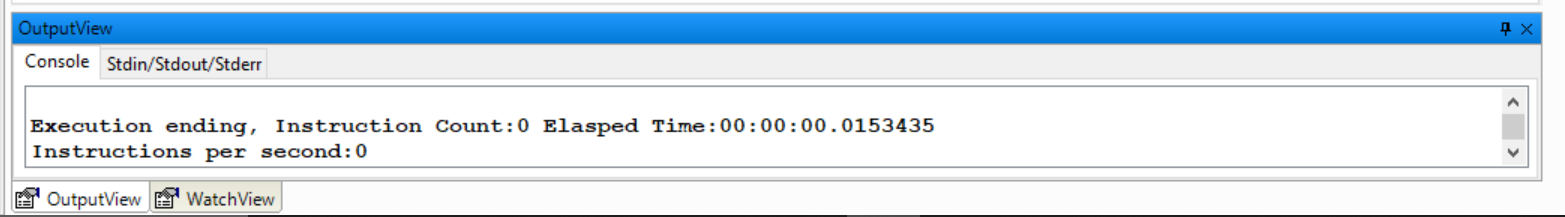 OutputView
Console Stdin/Stdout/Stderr
Execution ending, Instruction Count:0 Elasped Time:00:00:00.0153435
Instructions per second:0
OutputView WatchView